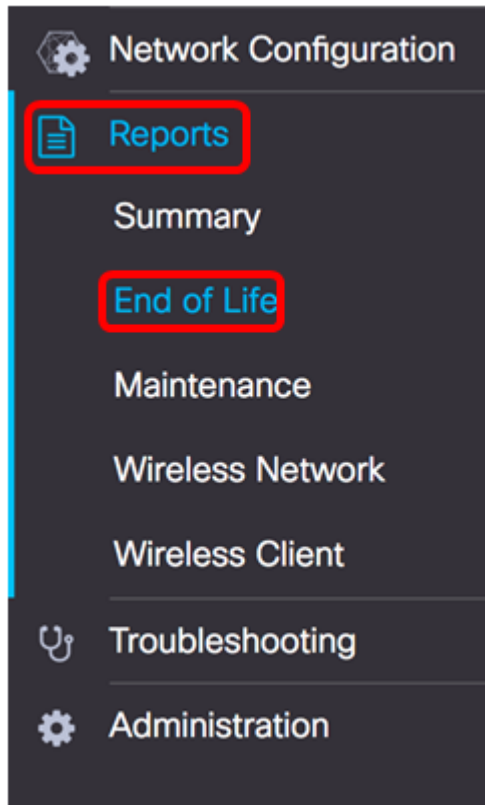 Network Configuration
Reports
Summary
End of Life
Maintenance
Wireless Network
Wireless Client
Troubleshooting
Administration